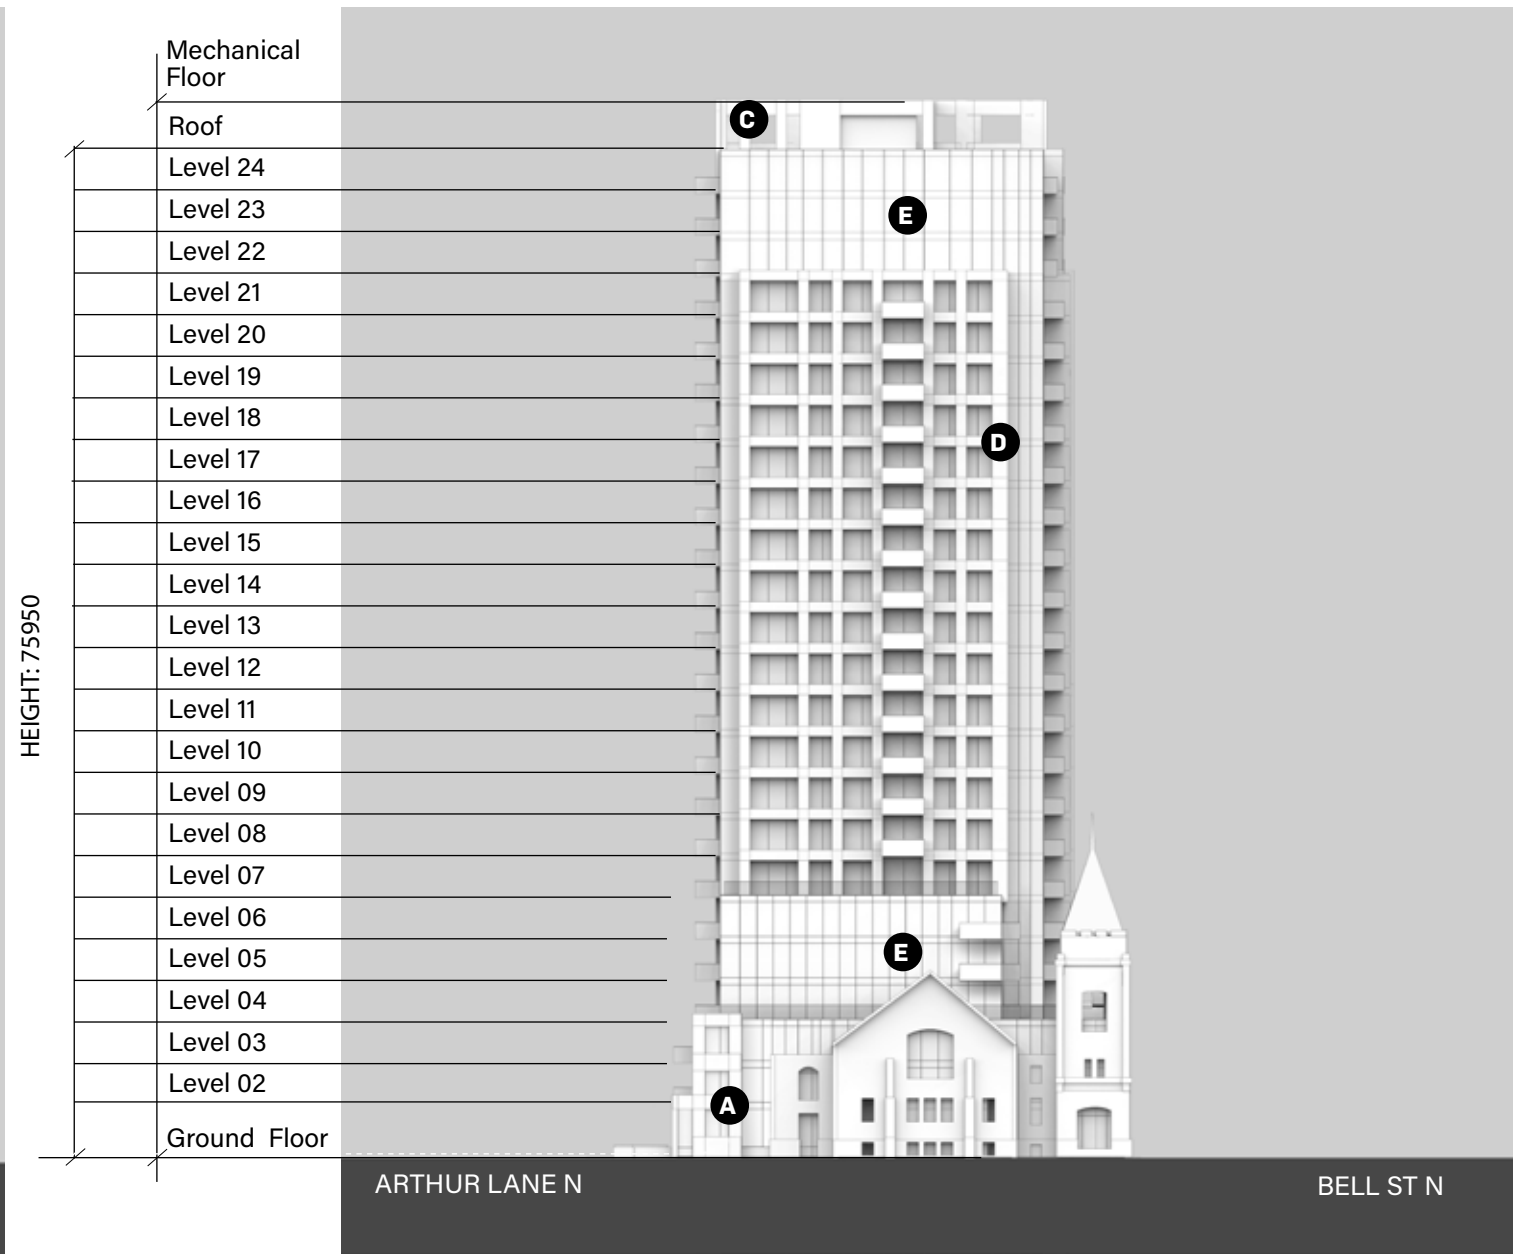 Mechanical
Floor
Roof
Level 24
Level 23
Level 22
Level 21
Level 20
Level 19
Level 18
Level 17
Level 16
Level 15
Level 14
Level 13
Level 12
Level 11
Level 10
Level 09
Level 08
Level 07
Level 06
Level 05
Level 04
Level 03
Level 02
Ground Floor
HEIGHT: 75950
C
E
D
E
A
ARTHUR LANE N
BELL ST N